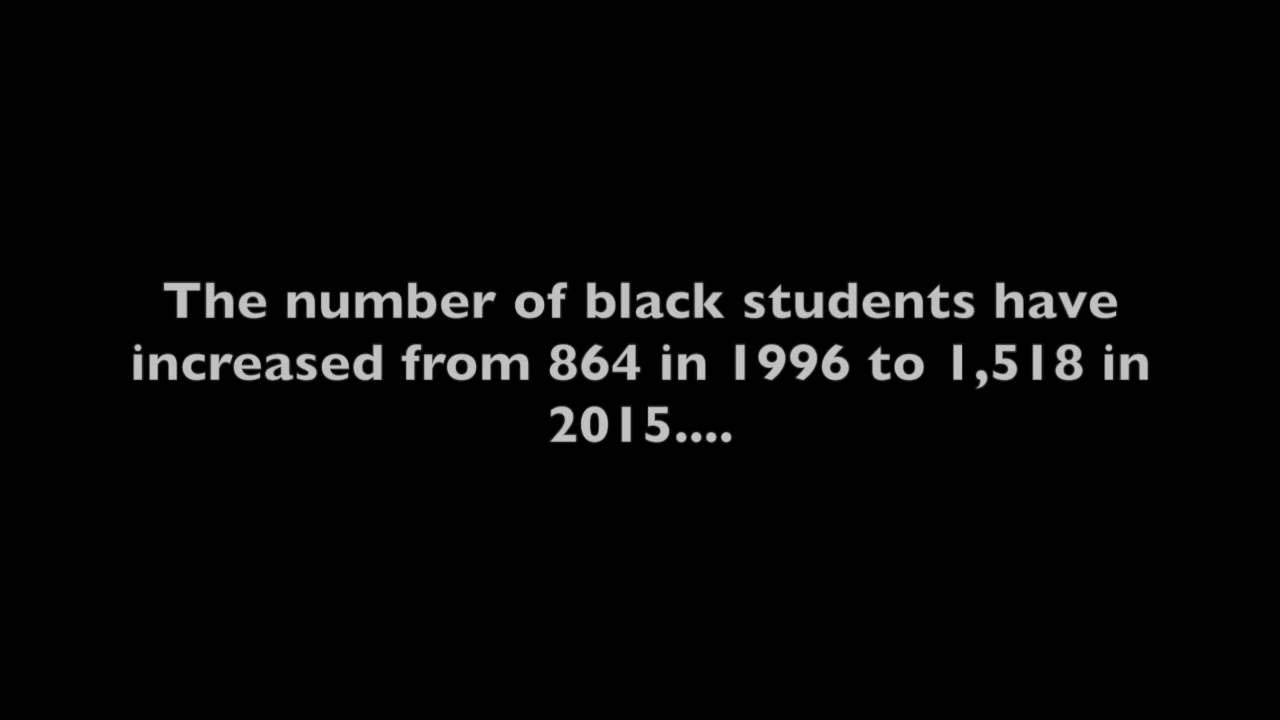 The number of black students have
increased from 864 in 1996 to 1,518 in
2015....